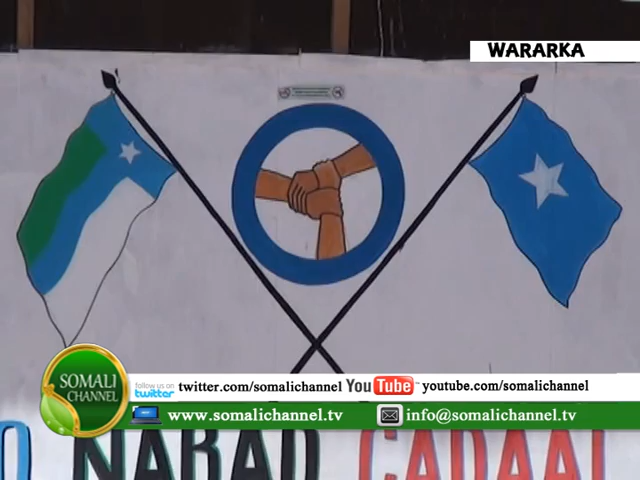 WARARKA
SOMALI
CHANNEL
follow us on
twitter
twitter.com/somalichannel
YouTube
youtube.com/somalichannel
www.somalichannel.tv
info@somalichannel.tv
NABAD CADAAL